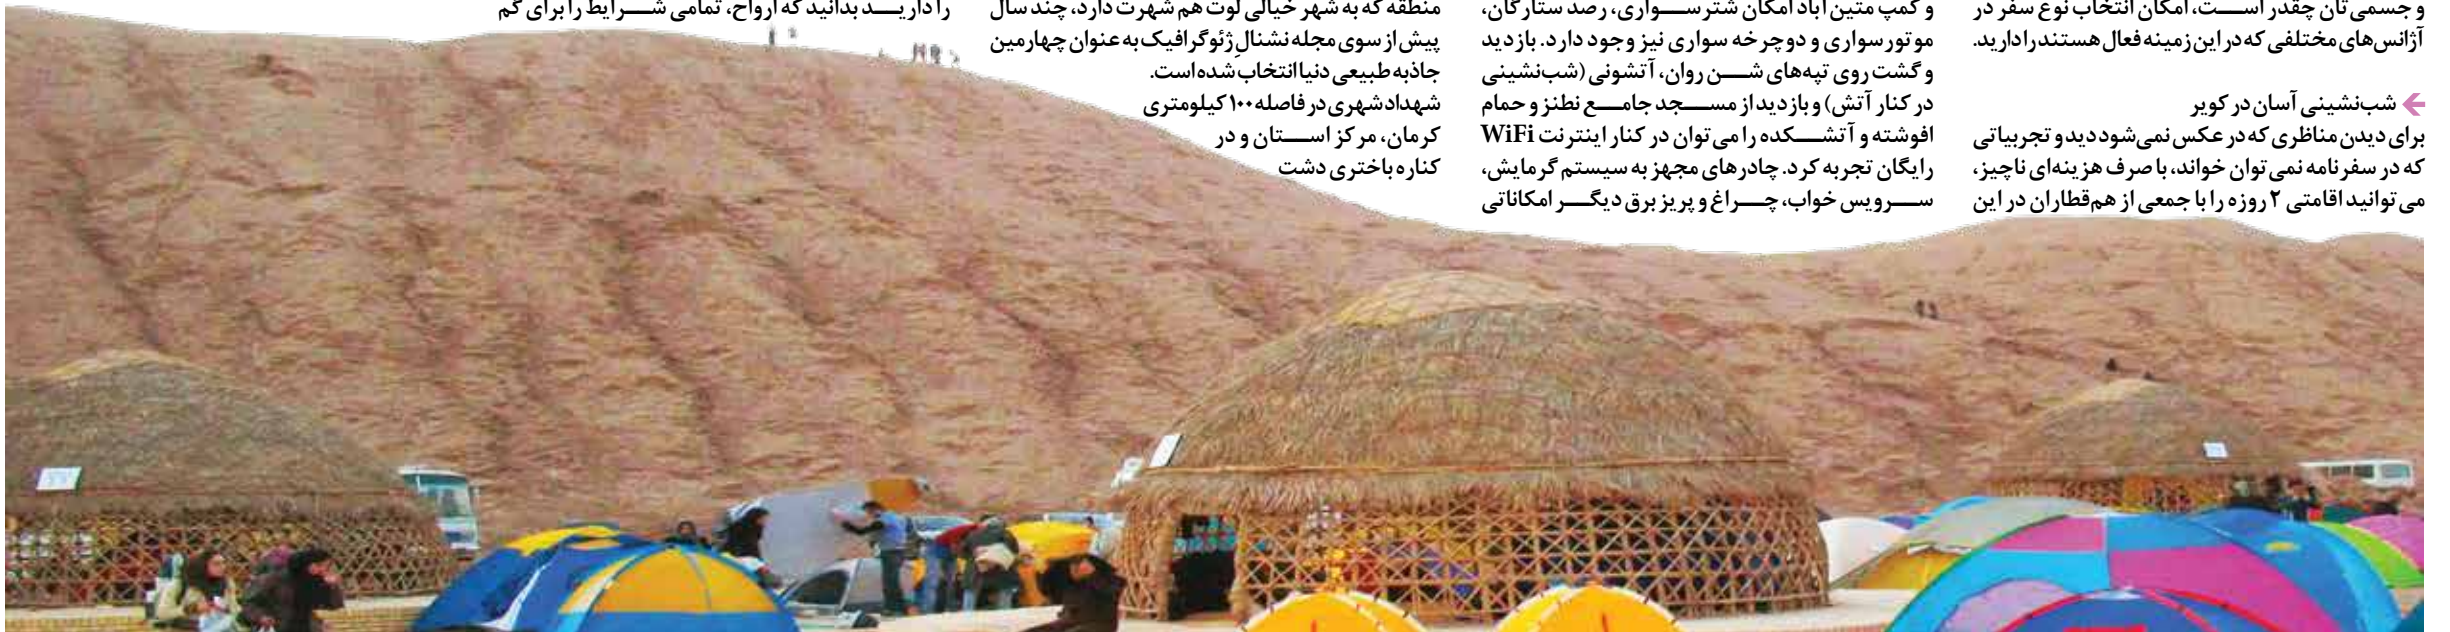 و جسمی‌تان چقدر است، امکان انتخاب نوع سفر در
آژانس‌های مختلفی که در این زمینه فعال هستند را دارید.
شب‌نشینی آسان در کویر
برای دیدن مناظری که در عکس نمی‌شود دید و تجربیاتی
که در سفرنامه نمی‌توان خواند، با صرف هزینه‌ای ناچیز،
می‌توانید اقامتی ۲ روزه را با جمعی از هم‌قطاران در این
و کمپ متین آباد امکان شترسواری، رصد ستارگان،
موتورسواری و دوچرخه سواری نیز وجود دارد. بازدید
و گشت روی تپه‌های شن روان، آتشونی (شب‌نشینی
در کنار آتش) و بازدید از مسجد جامع نطنز و حمام
افوشته و آتشکده را می‌توان در کنار اینترنت WiFi
رایگان تجربه کرد. چادرهای مجهز به سیستم گرمایش،
سرویس خواب، چراغ و پریز برق دیگر امکاناتی
منطقه که به شهر خیالی لوت هم شهرت دارد، چند سال
پیش از سوی مجله نشنالِ ژئوگرافیک به عنوان چهارمین
جاذبه طبیعی دنیا انتخاب شده است.
شهداد شهری در فاصله ۱۰۰ کیلومتری
کرمان، مرکز استان و در
کناره باختری دشت
را دارید بدانید که ارواح، تمامی شرایط را برای گم